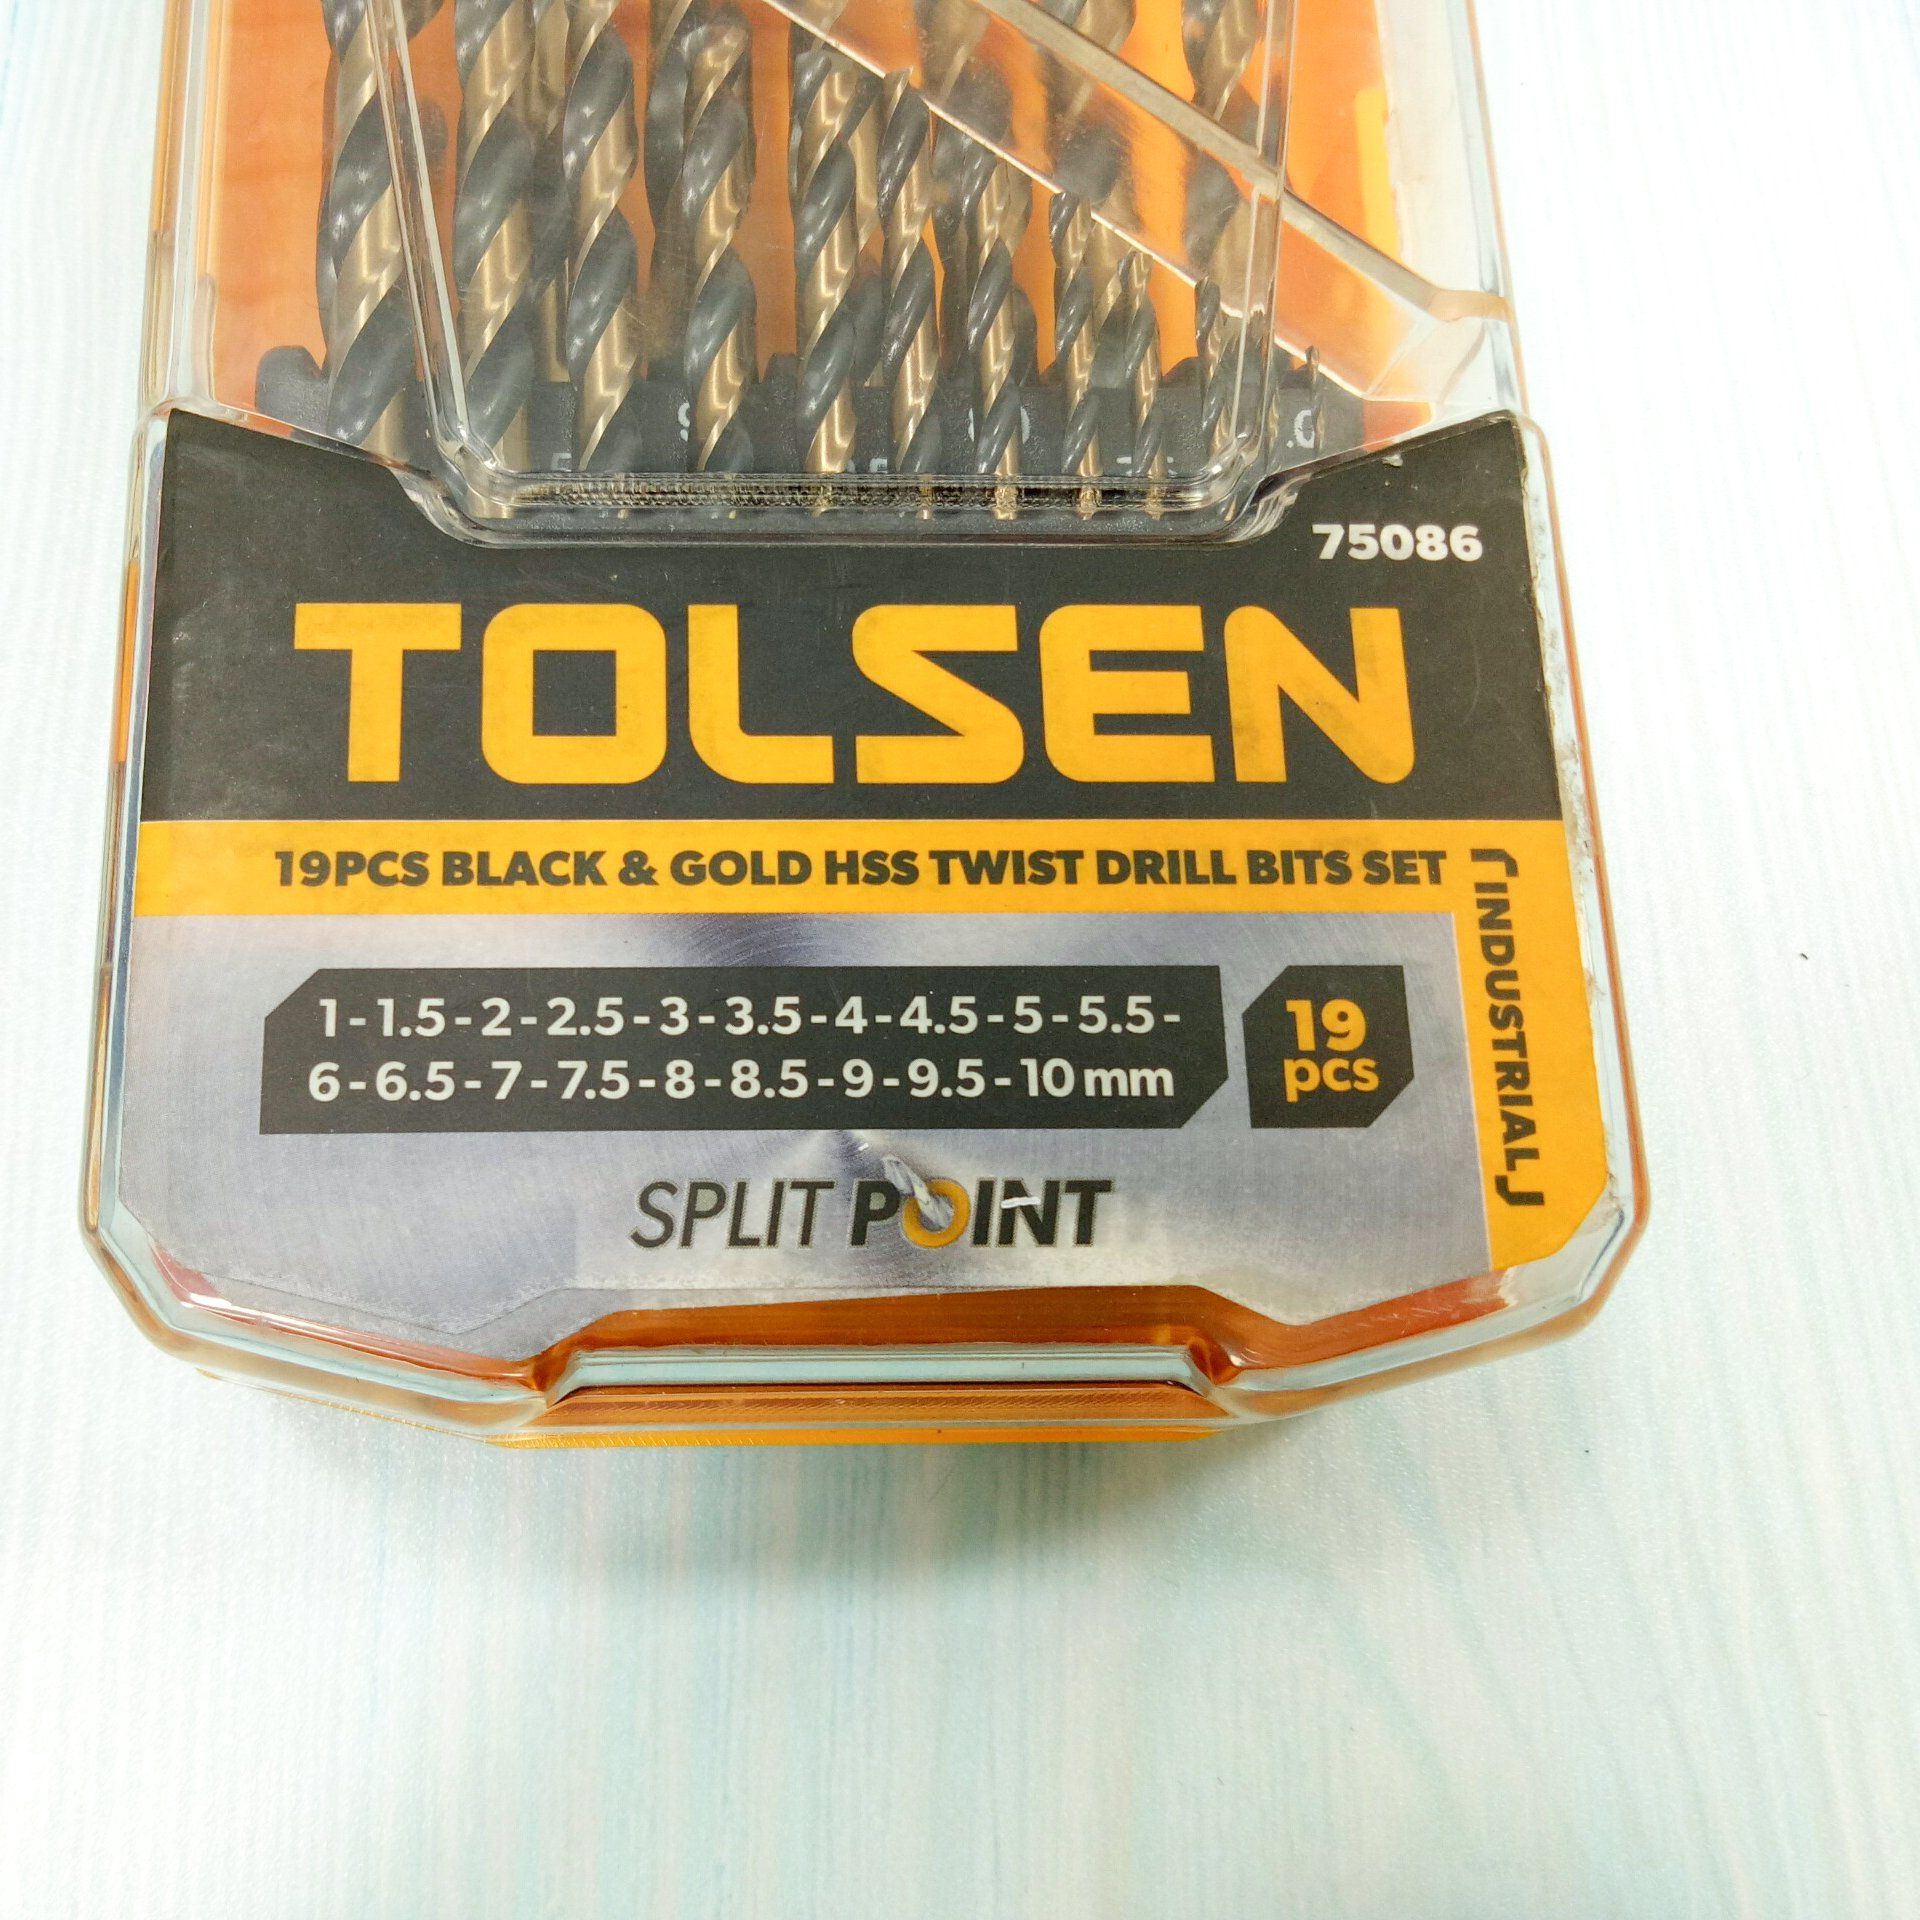 75086
TOLSEN
19PCS BLACK & GOLD HSS TWIST DRILL BITS SET
INDUSTRIAL
1-1.5-2-2.5-3-3.5-4-4.5-5-5.5-
6-6.5-7-7.5-8-8.5-9-9.5-10mm
19
pcs
SPLIT POINT